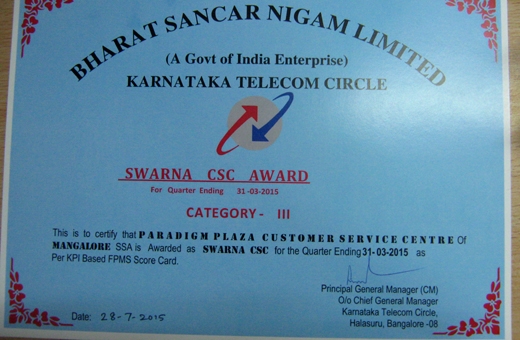 BHARAT SANCAR NIGAM LIMITED
(A Govt of India Enterprise)
KARNATAKA TELECOM CIRCLE
SWARNA CSC AWARD
For Quarter Ending 31-03-2015
CATEGORY - III
This is to certify that PARADIGM PLAZA CUSTOMER SERVICE CENTRE Of
MANGALORE SSA is Awarded as SWARNA CSC for the Quarter Ending 31-03-2015 as
Per KPI Based FPMS Score Card.
Principal General Manager (CM)
O/o Chief General Manager
Karnataka Telecom Circle,
Halasuru, Bangalore -08
Date: 28-7-2015